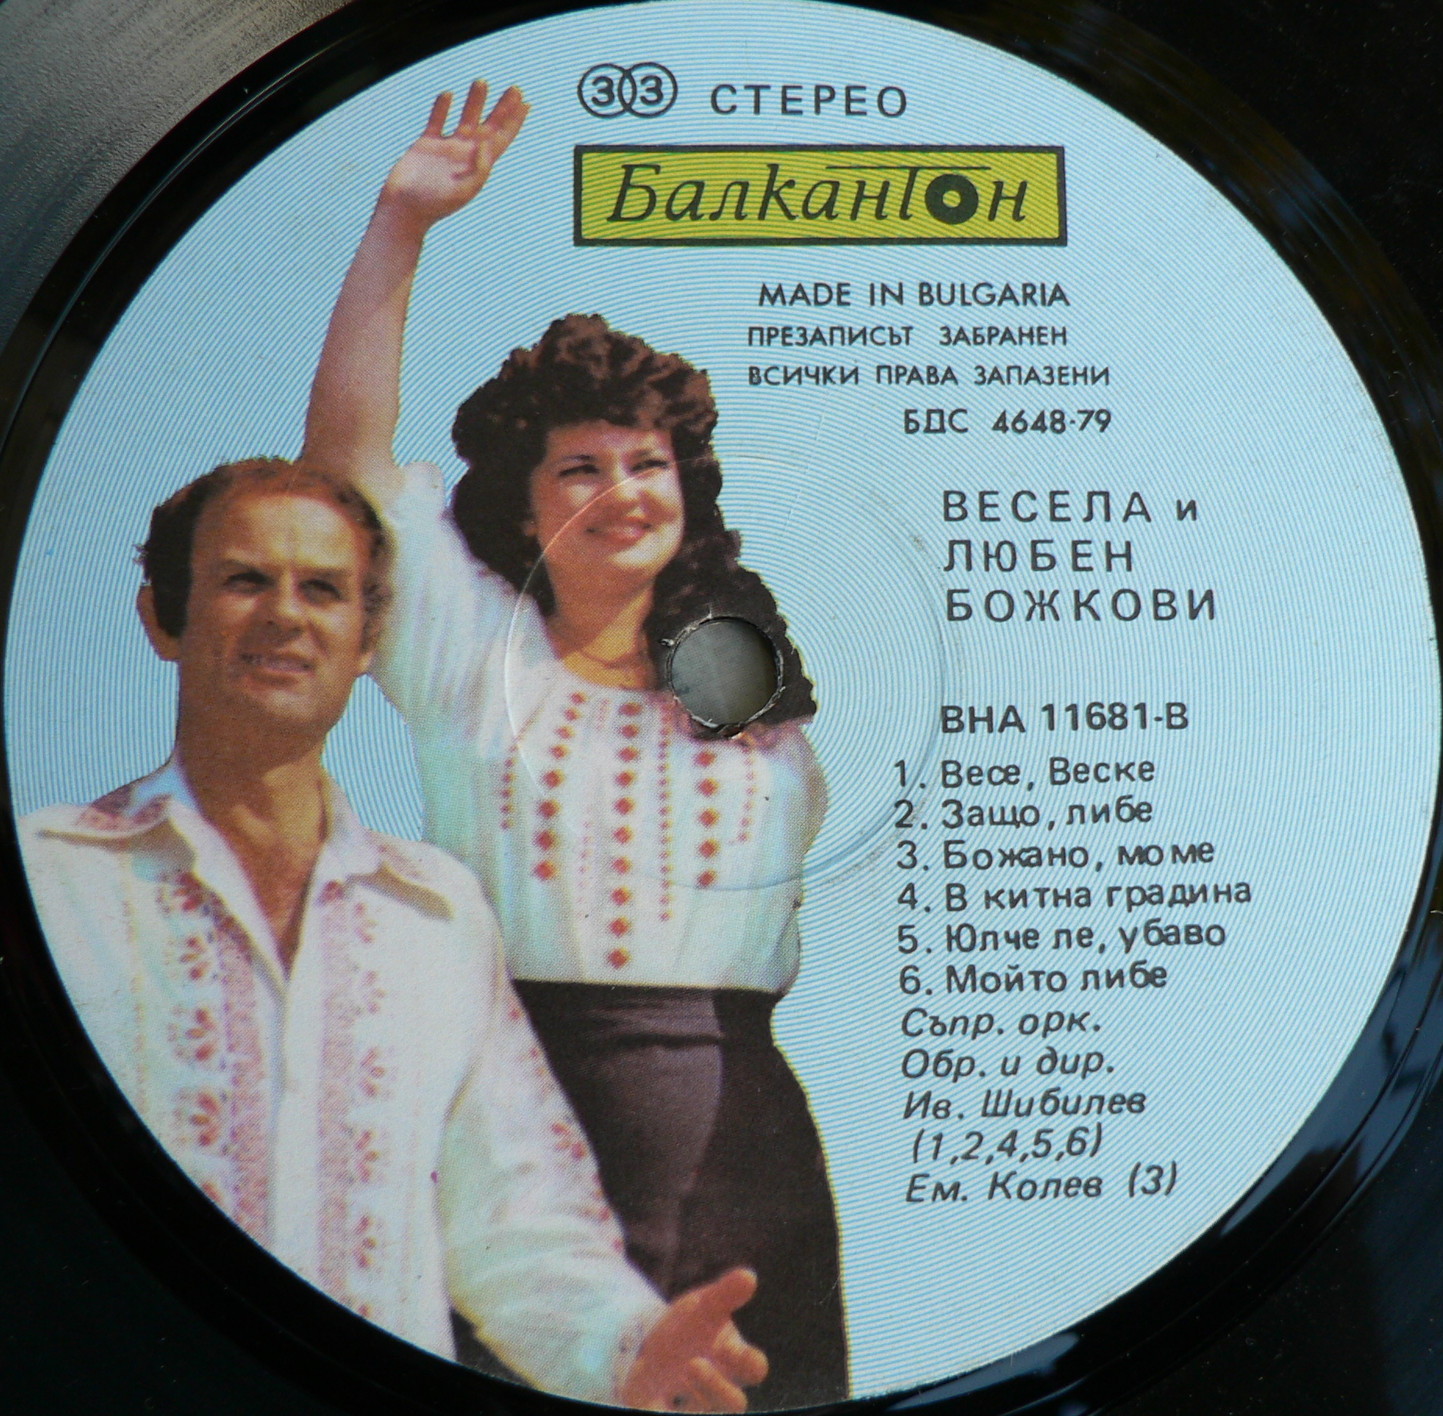 33 СТЕРЕО
Балкантон
MADE IN BULGARIA
ПРЕЗАПИСЪТ ЗАБРАНЕН
ВСИЧКИ ПРАВА ЗАПАЗЕНИ
БДС 4648-79
ВЕСЕЛА и
ЛЮБЕН
БОЖКОВИ
ВНА 11681-В
1. Весе, Веске
2. Защо, либе
3. Божано, моме
4. В китна градина
5. Юлче ле, убаво
6. Мойто либе
Съпр. орк.
Обр. и дир.
Ив. Шибилев
(1,2,4,5,6)
Ем. Колев (3)